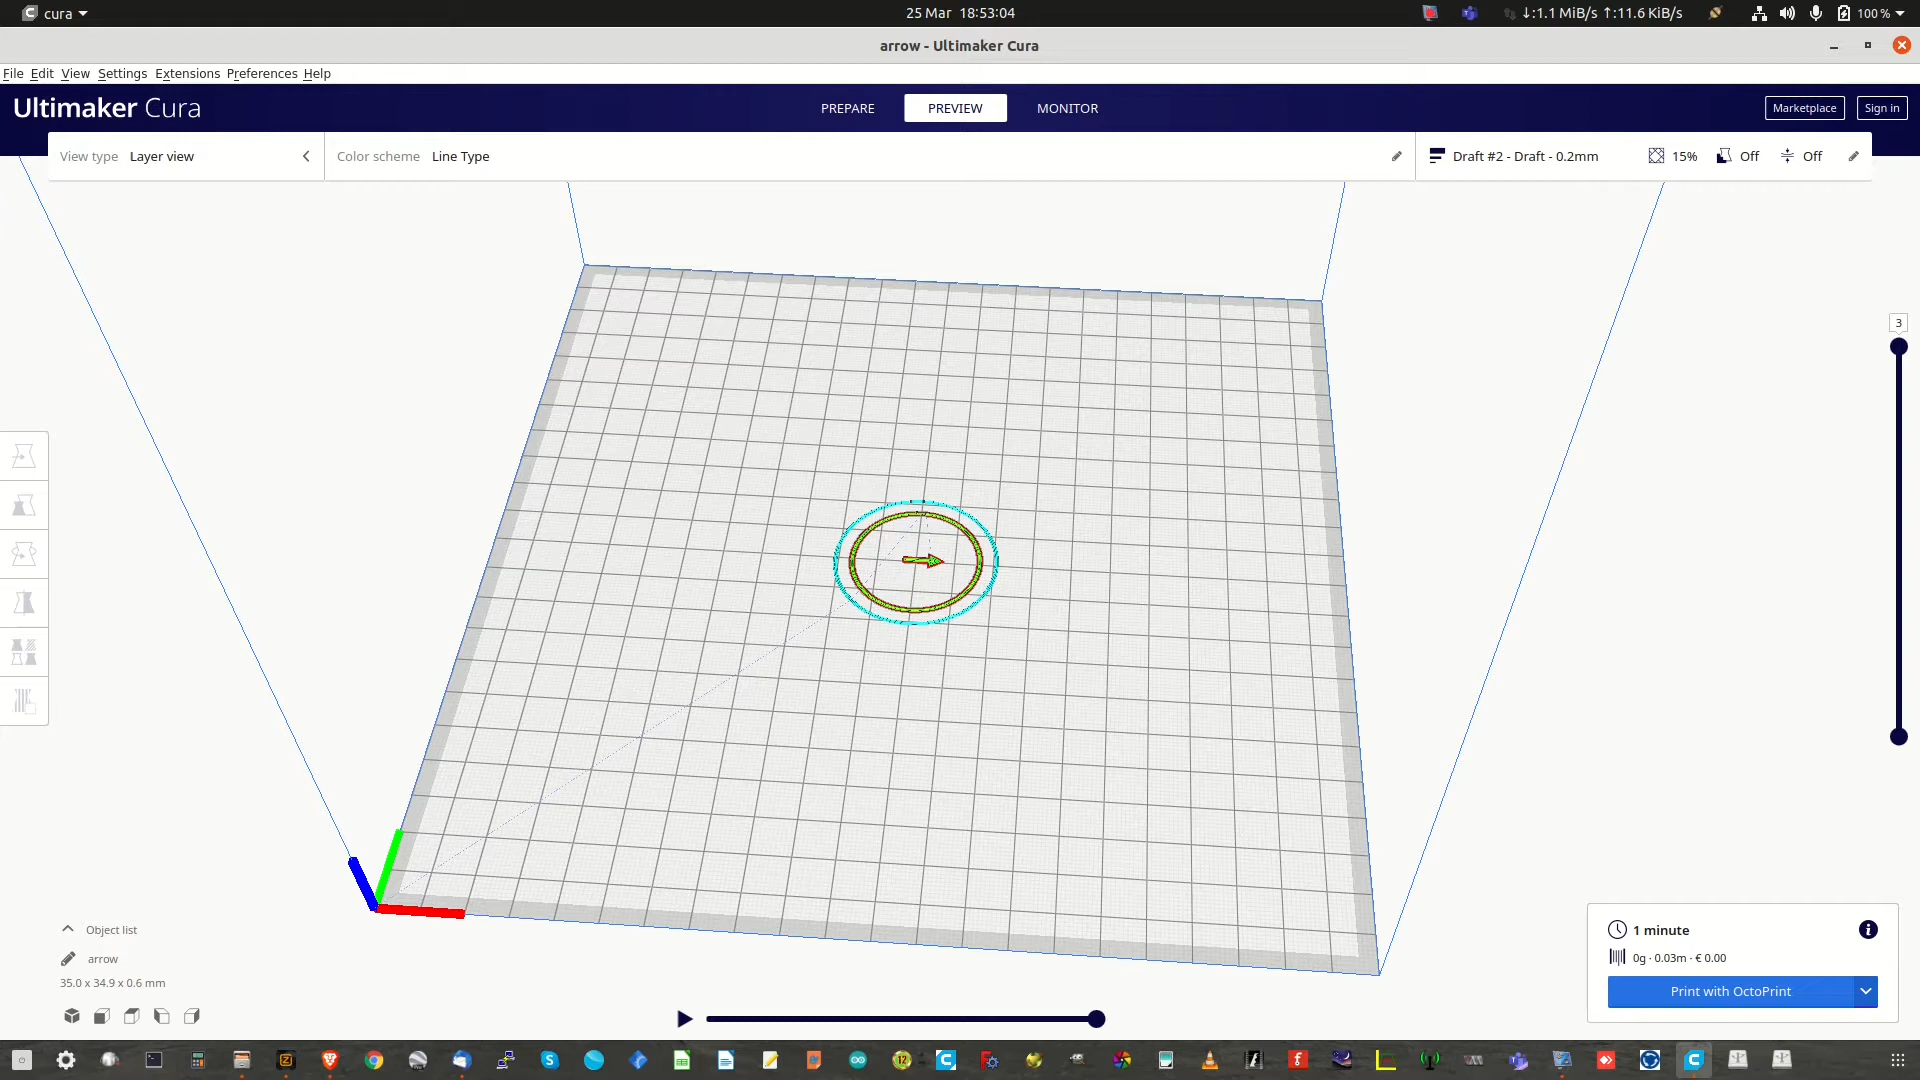 cura
25 Mar 18:53:04
↓:1.1 MiB/s ↑:11.6 KiB/s
100 %
arrow - Ultimaker Cura
File Edit View Settings Extensions Preferences Help
Ultimaker Cura
PREPARE
PREVIEW
MONITOR
Marketplace
Sign in
View type Layer view
Color scheme Line Type
Draft #2 - Draft - 0.2mm
15%
Off
Off
3
Object list
arrow
35.0 x 34.9 x 0.6 mm
1 minute
0g · 0.03m · € 0.00
Print with OctoPrint
12